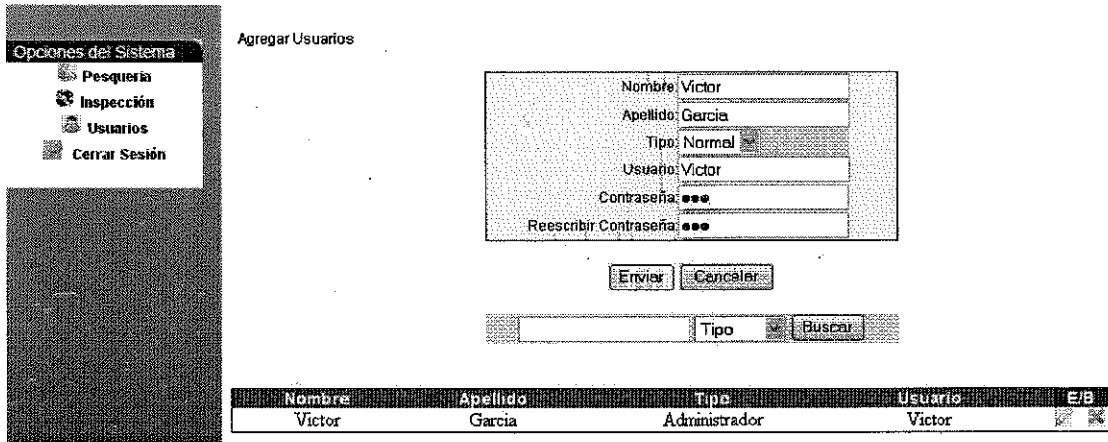 Opciones del Sistema
Pesqueria
Inspección
Usuarios
Cerrar Sesión
Agregar Usuarios
Nombre: Victor
Apellido: Garcia
Tipo: Normal
Usuario: Victor
Contraseña: ●●●
Reescribir Contraseña: ●●●
Enviar Cancelar
Tipo Buscar
Nombre Apellido Tipo Usuario E/B
Victor Garcia Administrador Victor